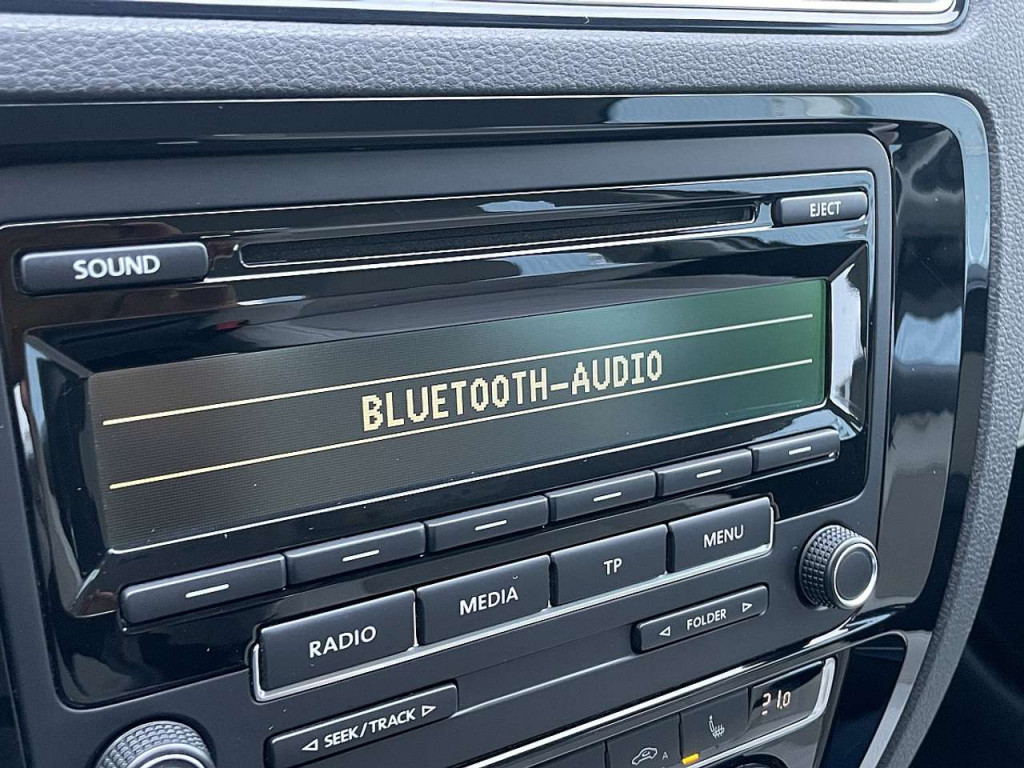 EJECT
SOUND
BLUETOOTH-AUDIO
MENU
TP
MEDIA
RADIO
FOLDER
SEEK/TRACK
21.0
A